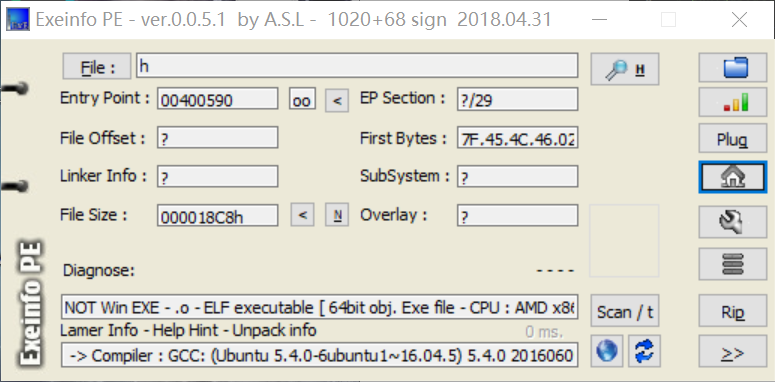 Exeinfo PE - ver.0.0.5.1 by A.S.L - 1020+68 sign 2018.04.31
File : h H
Entry Point : 00400590 oo < EP Section : ?/29
File Offset : ? First Bytes : 7F.45.4C.46.02 Plug
Linker Info : ? SubSystem : ?
File Size : 000018C8h < N Overlay : ?
Diagnose: - - - -
NOT Win EXE - .o - ELF executable [ 64bit obj. Exe file - CPU : AMD x86 Scan / t Rip
Lamer Info - Help Hint - Unpack info 0 ms.
-> Compiler : GCC: (Ubuntu 5.4.0-6ubuntu1~16.04.5) 5.4.0 2016060 >>
Exeinfo PE